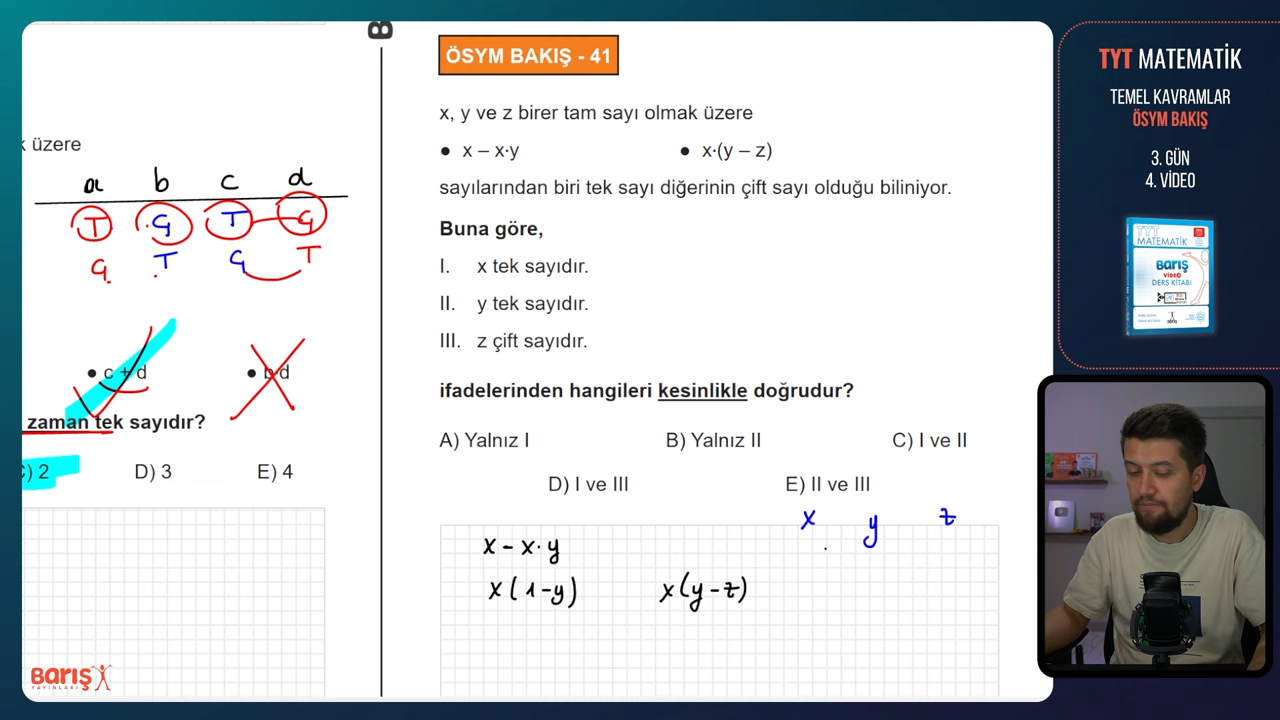 k üzere
a b c d
T Ç T Ç
Ç T Ç T
● c + d ● b·d
zaman tek sayıdır?
C) 2 D) 3 E) 4
BARIŞ
YAYINLARI
8
ÖSYM BAKIŞ - 41
x, y ve z birer tam sayı olmak üzere
● x – x·y ● x·(y – z)
sayılarından biri tek sayı diğerinin çift sayı olduğu biliniyor.
Buna göre,
I. x tek sayıdır.
II. y tek sayıdır.
III. z çift sayıdır.
ifadelerinden hangileri kesinlikle doğrudur?
A) Yalnız I B) Yalnız II C) I ve II
D) I ve III E) II ve III
x y z
x - x·y
x(1-y) x(y-z)
TYT MATEMATİK
TEMEL KAVRAMLAR
ÖSYM BAKIŞ
3. GÜN
4. VİDEO
TYT
MATEMATİK
BARIŞ
VİDEO
DERS KİTABI